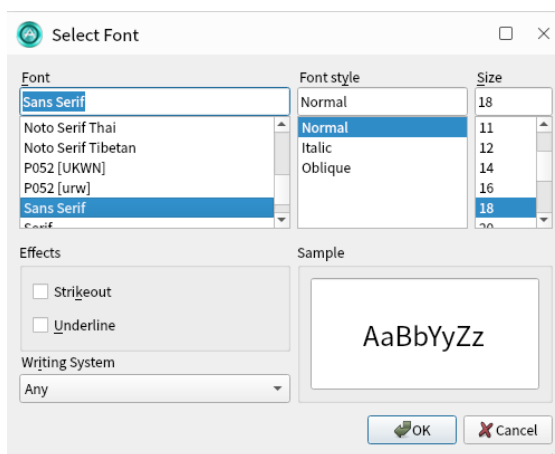 Select Font
Font
Sans Serif
Noto Serif Thai
Noto Serif Tibetan
P052 [UKWN]
P052 [urw]
Sans Serif
Serif
Font style
Normal
Normal
Italic
Oblique
Size
18
11
12
14
16
18
20
Effects
Strikeout
Underline
Writing System
Any
Sample
AaBbYyZz
OK
Cancel